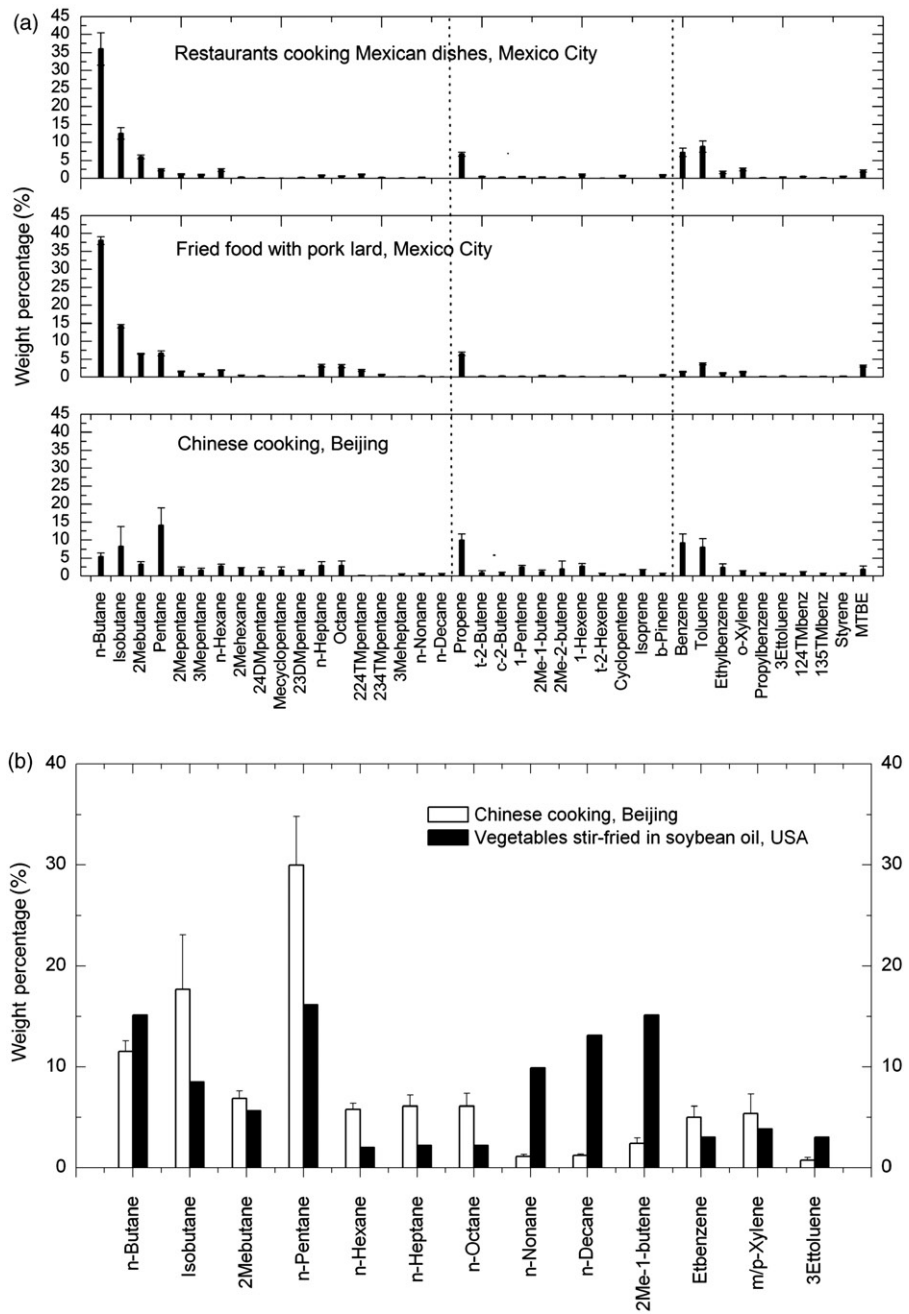 (a)
45
40
35
30
25
20
15
10
5
0
Restaurants cooking Mexican dishes, Mexico City
45
40
35
30
25
20
15
10
5
0
Fried food with pork lard, Mexico City
45
40
35
30
25
20
15
10
5
0
Chinese cooking, Beijing
Weight percentage (%)
n-Butane
Isobutane
2Mebutane
Pentane
2Mepentane
3Mepentane
n-Hexane
2Mehexane
24DMpentane
Mecyclopentane
23DMpentane
n-Heptane
Octane
224TMpentane
234TMpentane
3Meheptane
n-Nonane
n-Decane
Propene
t-2-Butene
c-2-Butene
1-Pentene
2Me-1-butene
2Me-2-butene
1-Hexene
t-2-Hexene
Cyclopentene
Isoprene
b-Pinene
Benzene
Toluene
Ethylbenzene
o-Xylene
Propylbenzene
3Ettoluene
124TMbenz
135TMbenz
Styrene
MTBE
(b)
40
30
20
10
0
Weight percentage (%)
Chinese cooking, Beijing
Vegetables stir-fried in soybean oil, USA
40
30
20
10
0
n-Butane
Isobutane
2Mebutane
n-Pentane
n-Hexane
n-Heptane
n-Octane
n-Nonane
n-Decane
2Me-1-butene
Etbenzene
m/p-Xylene
3Ettoluene